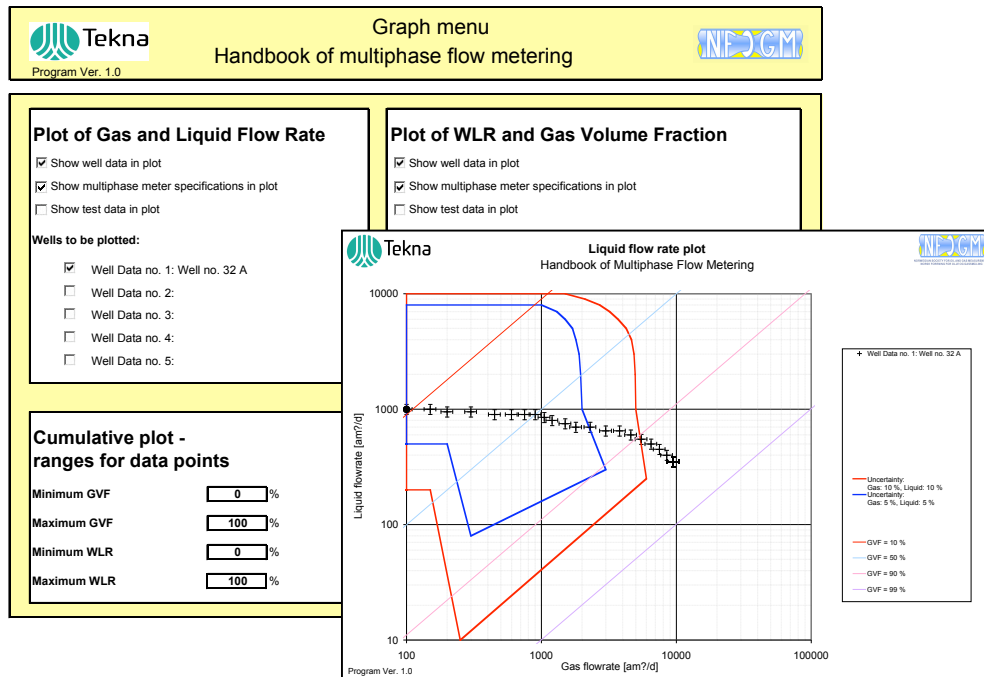 Tekna
Graph menu
Handbook of multiphase flow metering
NFOGM
Program Ver. 1.0
Plot of Gas and Liquid Flow Rate
Show well data in plot
Show multiphase meter specifications in plot
Show test data in plot
Wells to be plotted:
Well Data no. 1: Well no. 32 A
Well Data no. 2:
Well Data no. 3:
Well Data no. 4:
Well Data no. 5:
Plot of WLR and Gas Volume Fraction
Show well data in plot
Show multiphase meter specifications in plot
Show test data in plot
Cumulative plot -
ranges for data points
Minimum GVF 0 %
Maximum GVF 100 %
Minimum WLR 0 %
Maximum WLR 100 %
Tekna
Liquid flow rate plot
Handbook of Multiphase Flow Metering
NFOGM
10000
1000
100
10
Liquid flowrate [am?/d]
100
1000
10000
100000
Gas flowrate [am?/d]
Program Ver. 1.0
Well Data no. 1: Well no. 32 A
Uncertainty:
Gas: 10 %, Liquid: 10 %
Uncertainty:
Gas: 5 %, Liquid: 5 %
GVF = 10 %
GVF = 50 %
GVF = 90 %
GVF = 99 %